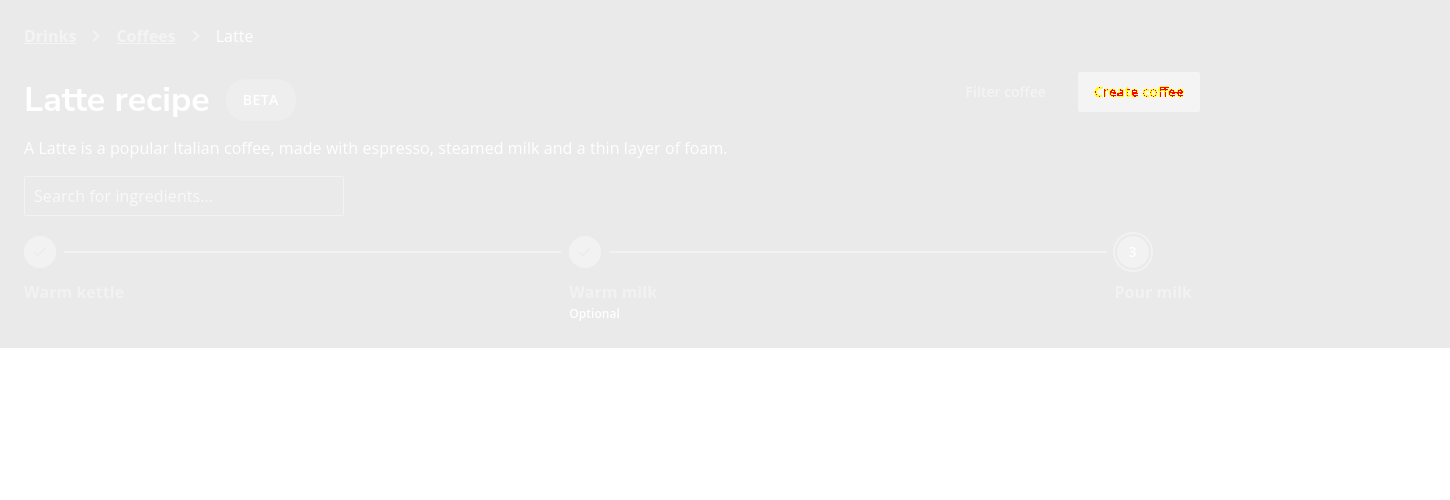 Drinks Coffees Latte
Latte recipe BETA
Filter coffee Create coffee
A Latte is a popular Italian coffee, made with espresso, steamed milk and a thin layer of foam.
Search for ingredients...
3
Warm kettle Warm milk Pour milk
Optional